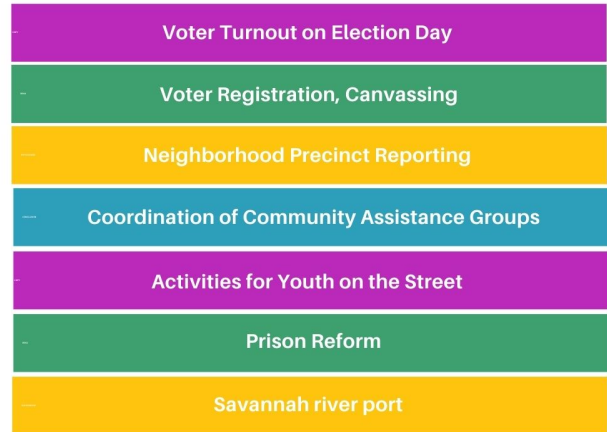 Voter Turnout on Election Day
Voter Registration, Canvassing
Neighborhood Precinct Reporting
Coordination of Community Assistance Groups
Activities for Youth on the Street
Prison Reform
Savannah river port